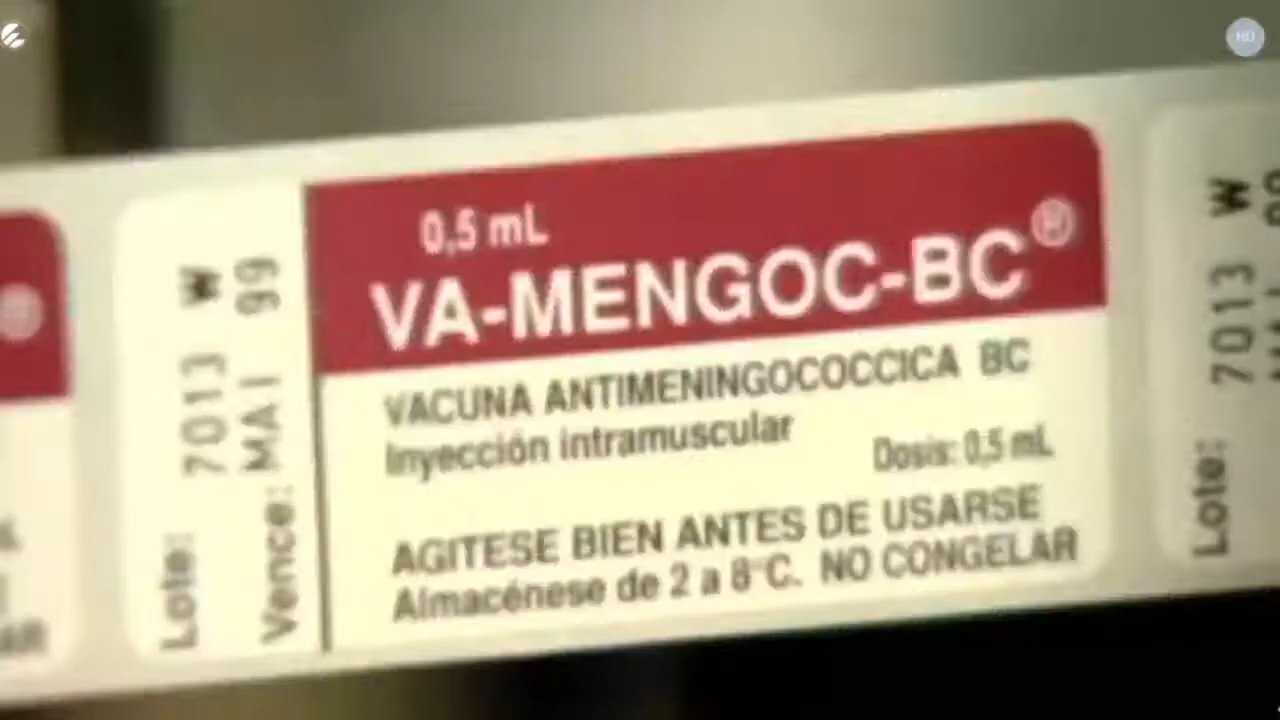 HD
Lote: 7013 W
Vence: MAI 99
0,5 mL
VA-MENGOC-BC®
VACUNA ANTIMENINGOCOCCICA BC
Inyección intramuscular
Dosis: 0,5 mL
AGITESE BIEN ANTES DE USARSE
Almacénese de 2 a 8°C. NO CONGELAR
Lote: 7013 W
®